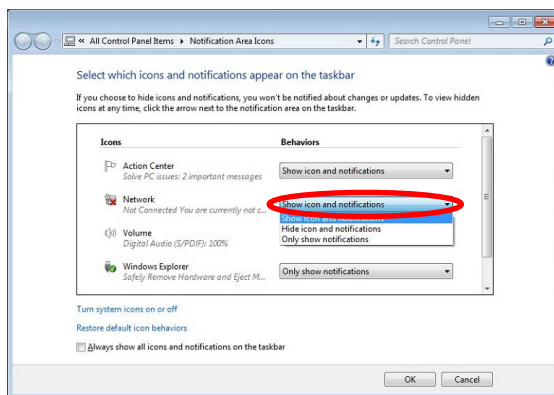 « All Control Panel Items ▸ Notification Area Icons
Search Control Panel
Select which icons and notifications appear on the taskbar
If you choose to hide icons and notifications, you won't be notified about changes or updates. To view hidden
icons at any time, click the arrow next to the notification area on the taskbar.
Icons Behaviors
Action Center
Solve PC issues: 2 important messages
Show icon and notifications
Network
Not Connected You are currently not c...
Show icon and notifications
Show icon and notifications
Hide icon and notifications
Only show notifications
Volume
Digital Audio (S/PDIF): 100%
Windows Explorer
Safely Remove Hardware and Eject M...
Only show notifications
Turn system icons on or off
Restore default icon behaviors
Always show all icons and notifications on the taskbar
OK Cancel